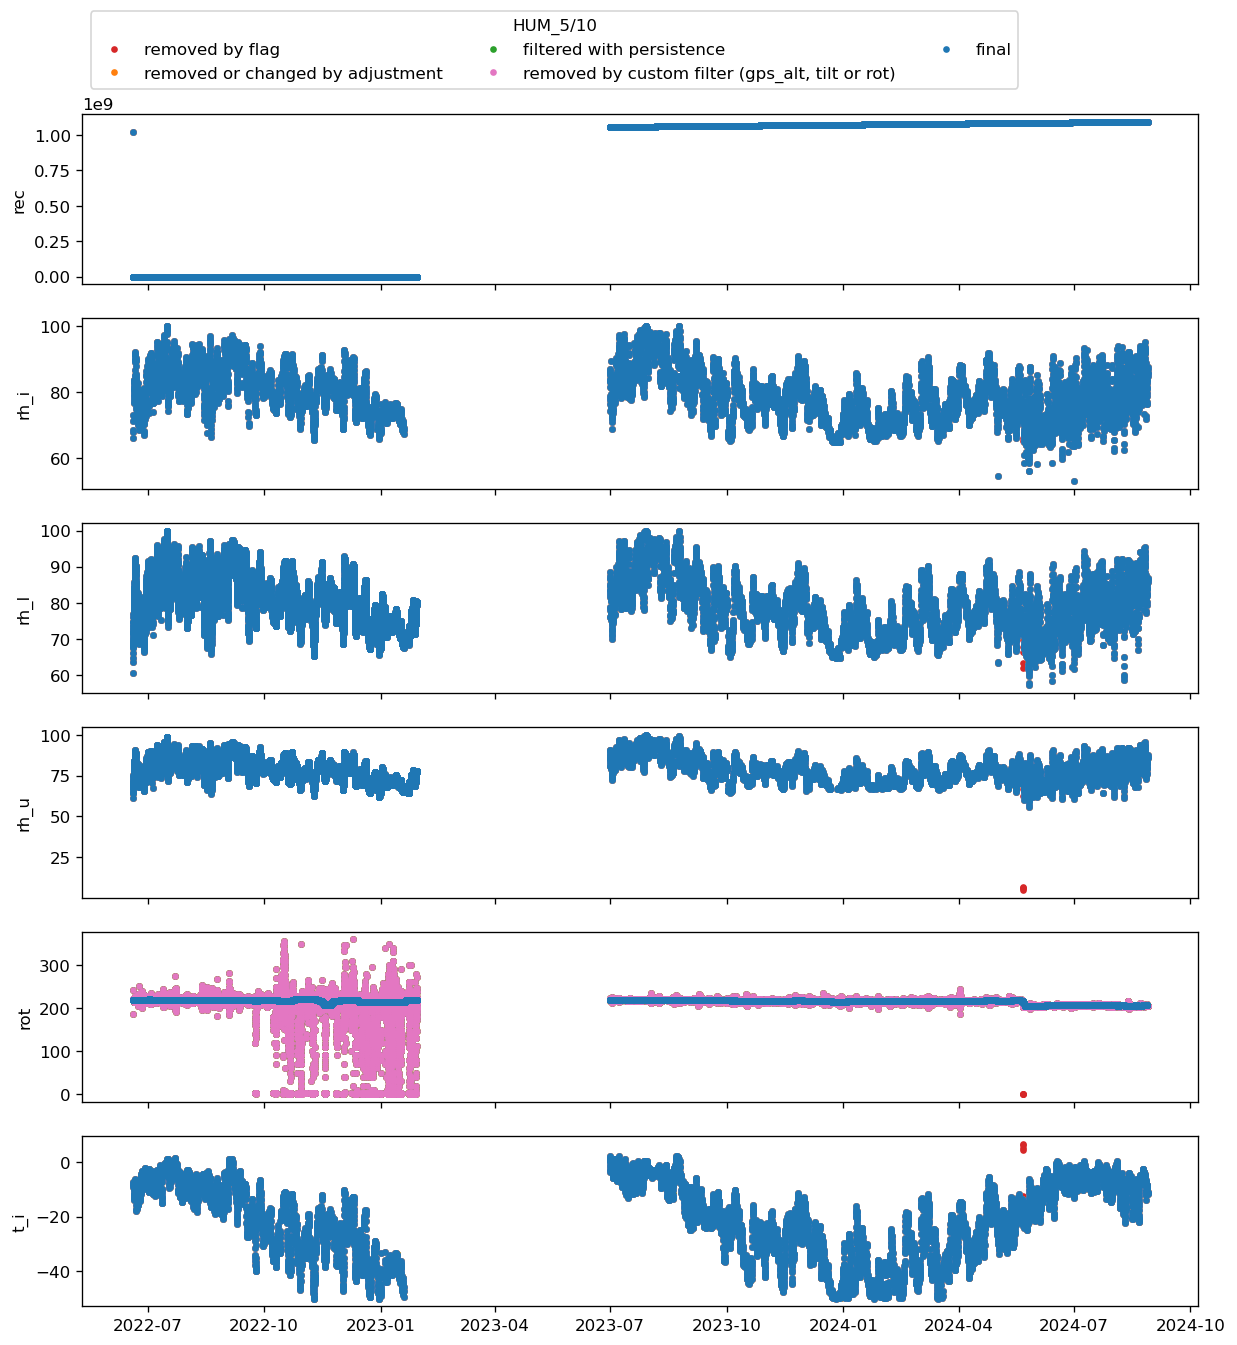 HUM_5/10
removed by flag
filtered with persistence
final
removed or changed by adjustment
removed by custom filter (gps_alt, tilt or rot)
1e9
1.00
0.75
0.50
0.25
0.00
rec
100
80
60
rh_i
100
90
80
70
60
rh_l
100
75
50
25
rh_u
300
200
100
0
rot
0
−20
−40
t_i
2022-07
2022-10
2023-01
2023-04
2023-07
2023-10
2024-01
2024-04
2024-07
2024-10